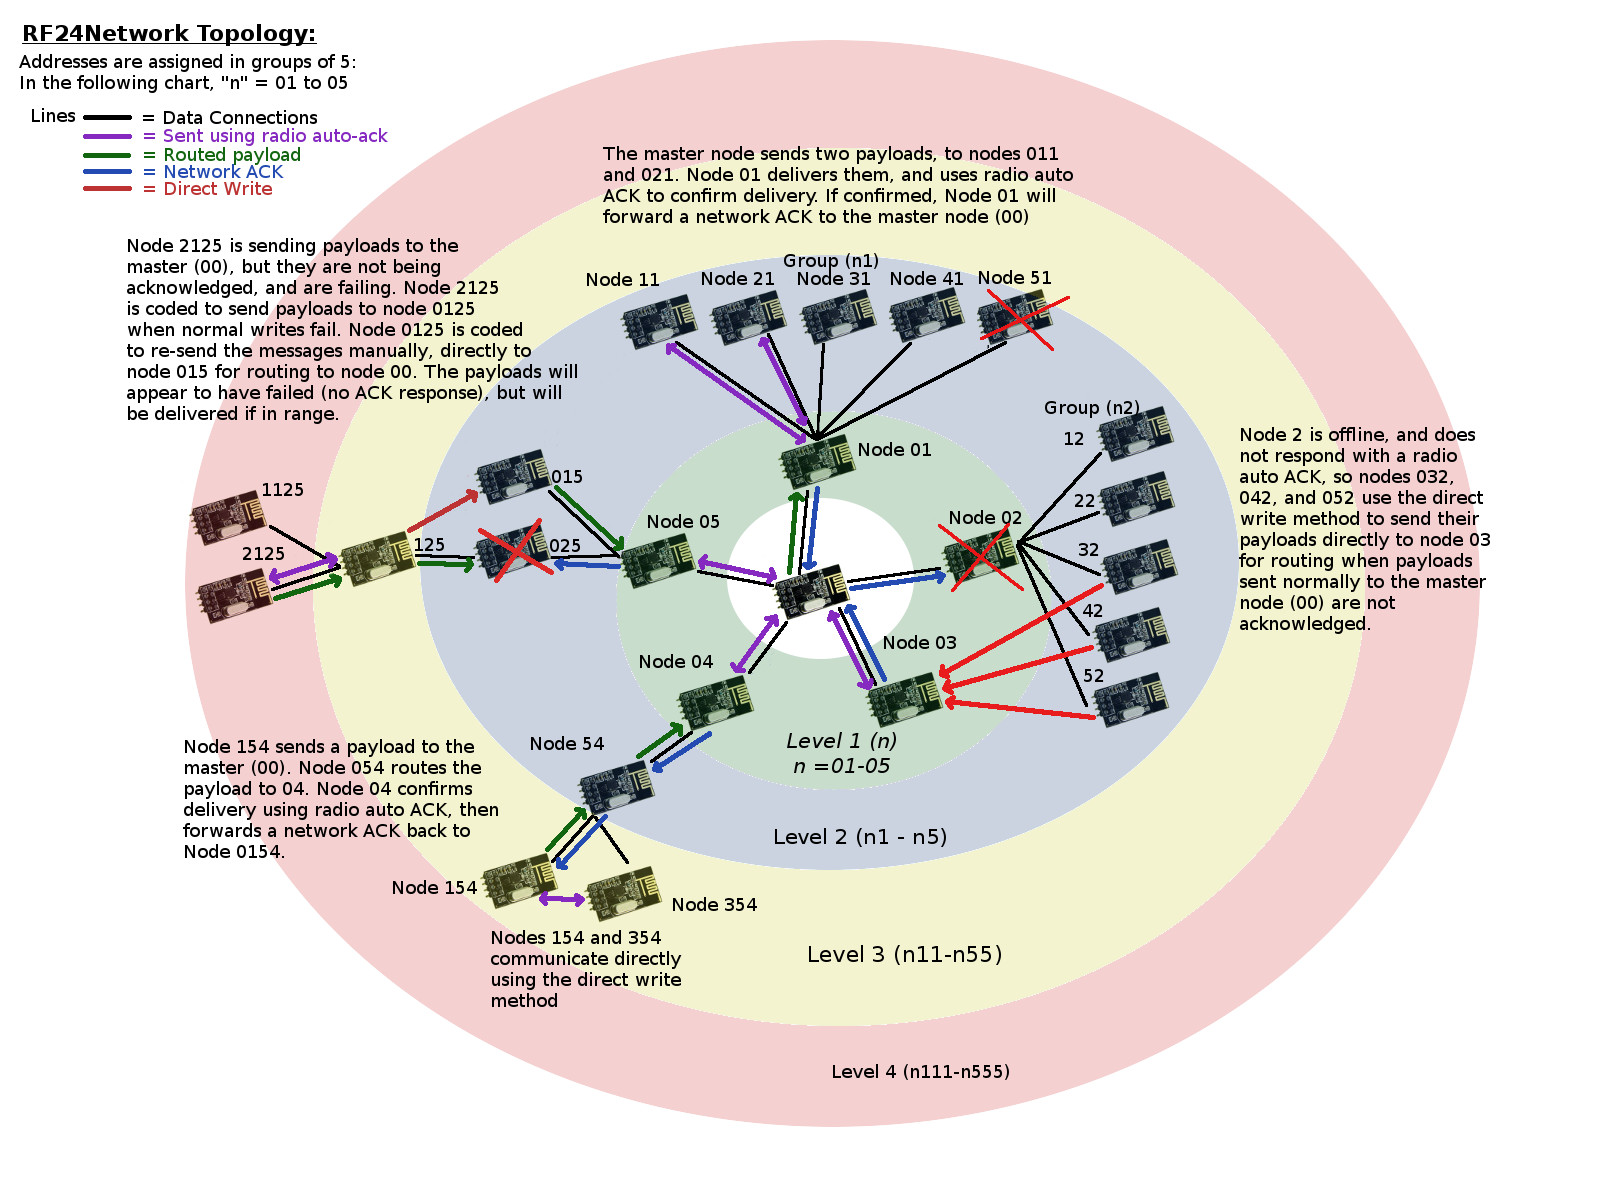 RF24Network Topology:
Addresses are assigned in groups of 5:
In the following chart, "n" = 01 to 05
Lines
= Data Connections
= Sent using radio auto-ack
= Routed payload
= Network ACK
= Direct Write
The master node sends two payloads, to nodes 011
and 021. Node 01 delivers them, and uses radio auto
ACK to confirm delivery. If confirmed, Node 01 will
forward a network ACK to the master node (00)
Node 2125 is sending payloads to the
master (00), but they are not being
acknowledged, and are failing. Node 2125
is coded to send payloads to node 0125
when normal writes fail. Node 0125 is coded
to re-send the messages manually, directly to
node 015 for routing to node 00. The payloads will
appear to have failed (no ACK response), but will
be delivered if in range.
Group (n1)
Node 11
Node 21
Node 31
Node 41
Node 51
Group (n2)
12
22
32
42
52
Node 2 is offline, and does
not respond with a radio
auto ACK, so nodes 032,
042, and 052 use the direct
write method to send their
payloads directly to node 03
for routing when payloads
sent normally to the master
node (00) are not
acknowledged.
Node 01
Node 02
Node 03
Node 04
Node 05
015
025
125
1125
2125
Level 1 (n)
n =01-05
Node 54
Node 154 sends a payload to the
master (00). Node 054 routes the
payload to 04. Node 04 confirms
delivery using radio auto ACK, then
forwards a network ACK back to
Node 0154.
Level 2 (n1 - n5)
Node 154
Node 354
Nodes 154 and 354
communicate directly
using the direct write
method
Level 3 (n11-n55)
Level 4 (n111-n555)